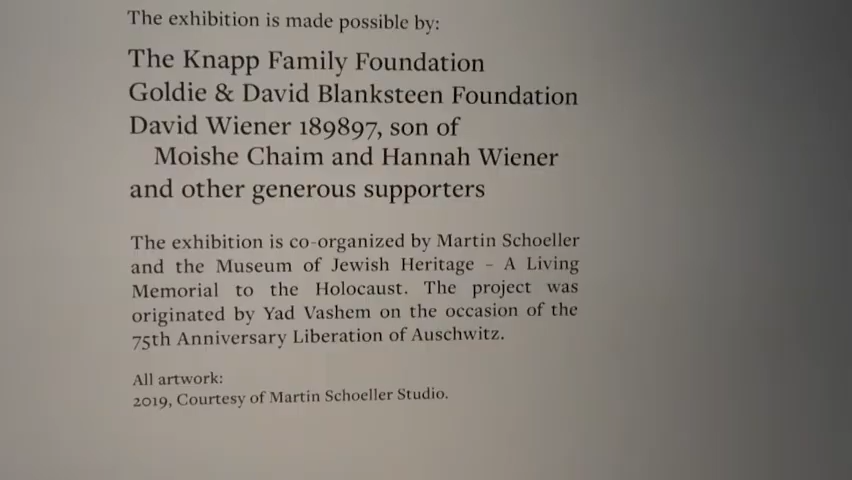 The exhibition is made possible by:
The Knapp Family Foundation
Goldie & David Blanksteen Foundation
David Wiener 189897, son of
Moishe Chaim and Hannah Wiener
and other generous supporters
The exhibition is co-organized by Martin Schoeller
and the Museum of Jewish Heritage – A Living
Memorial to the Holocaust. The project was
originated by Yad Vashem on the occasion of the
75th Anniversary Liberation of Auschwitz.
All artwork:
2019, Courtesy of Martin Schoeller Studio.